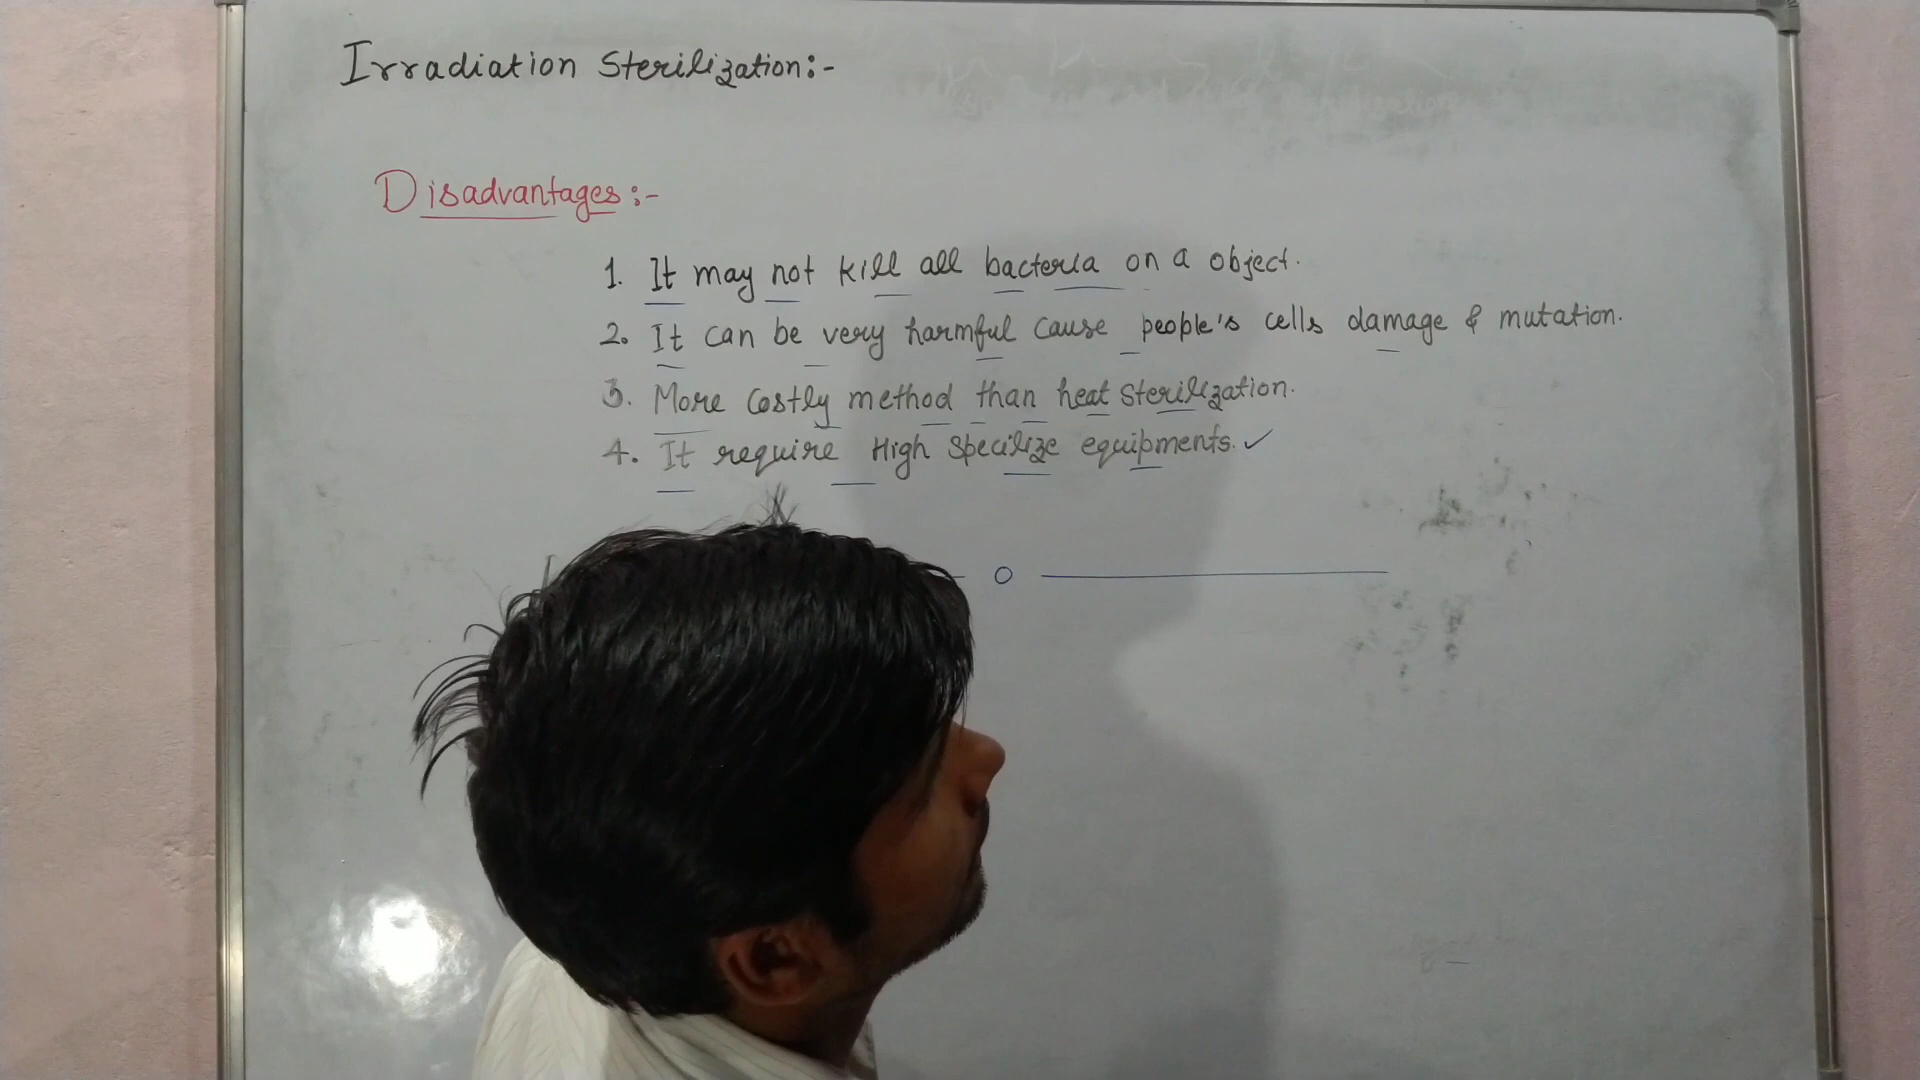 Irradiation Sterilization:-
Disadvantages:-
1. It may not kill all bacteria on a object.
2. It can be very harmful cause people's cells damage & mutation.
3. More costly method than heat sterilization.
4. It require High Specilize equipments. ✓